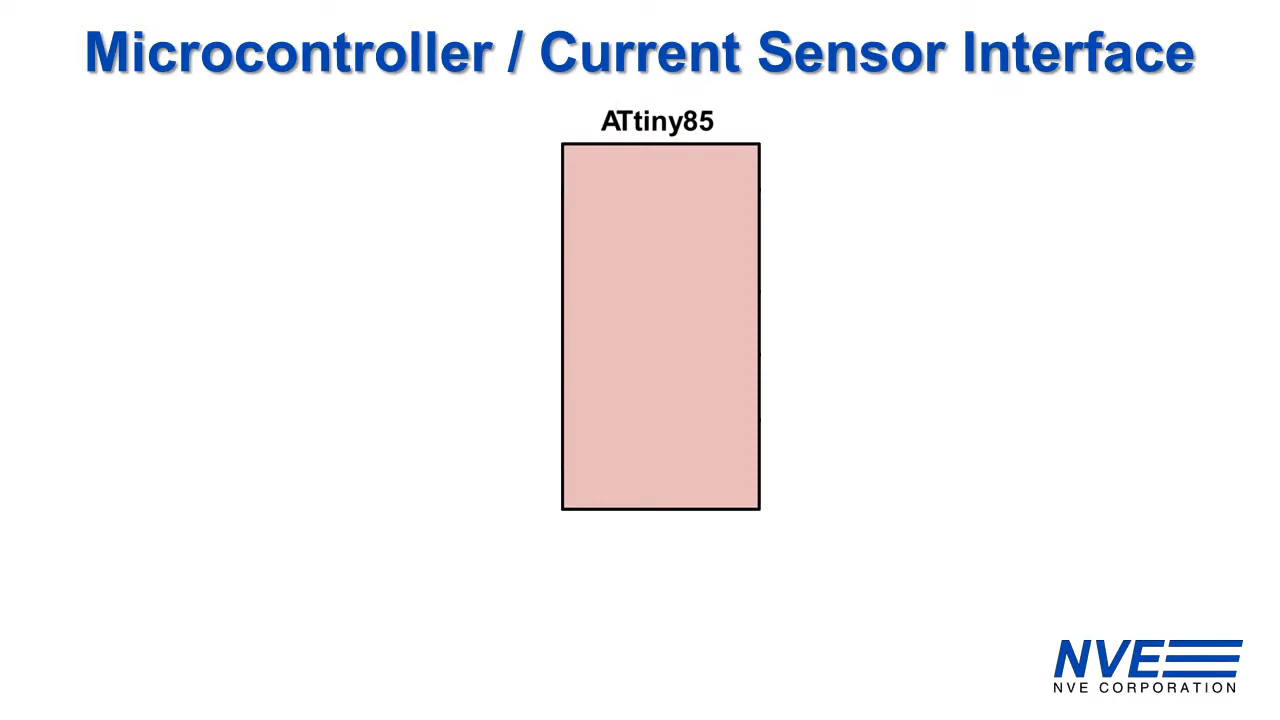 Microcontroller / Current Sensor Interface
ATtiny85
NVE
NVE CORPORATION